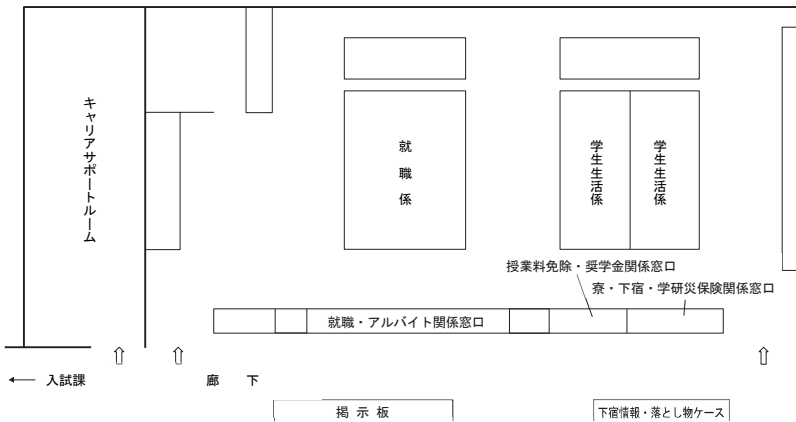 キャリアサポートルーム
就職係
学生生活係
学生生活係
授業料免除・奨学金関係窓口
寮・下宿・学研災保険関係窓口
就職・アルバイト関係窓口
← 入試課
廊下
掲示板
下宿情報・落とし物ケース